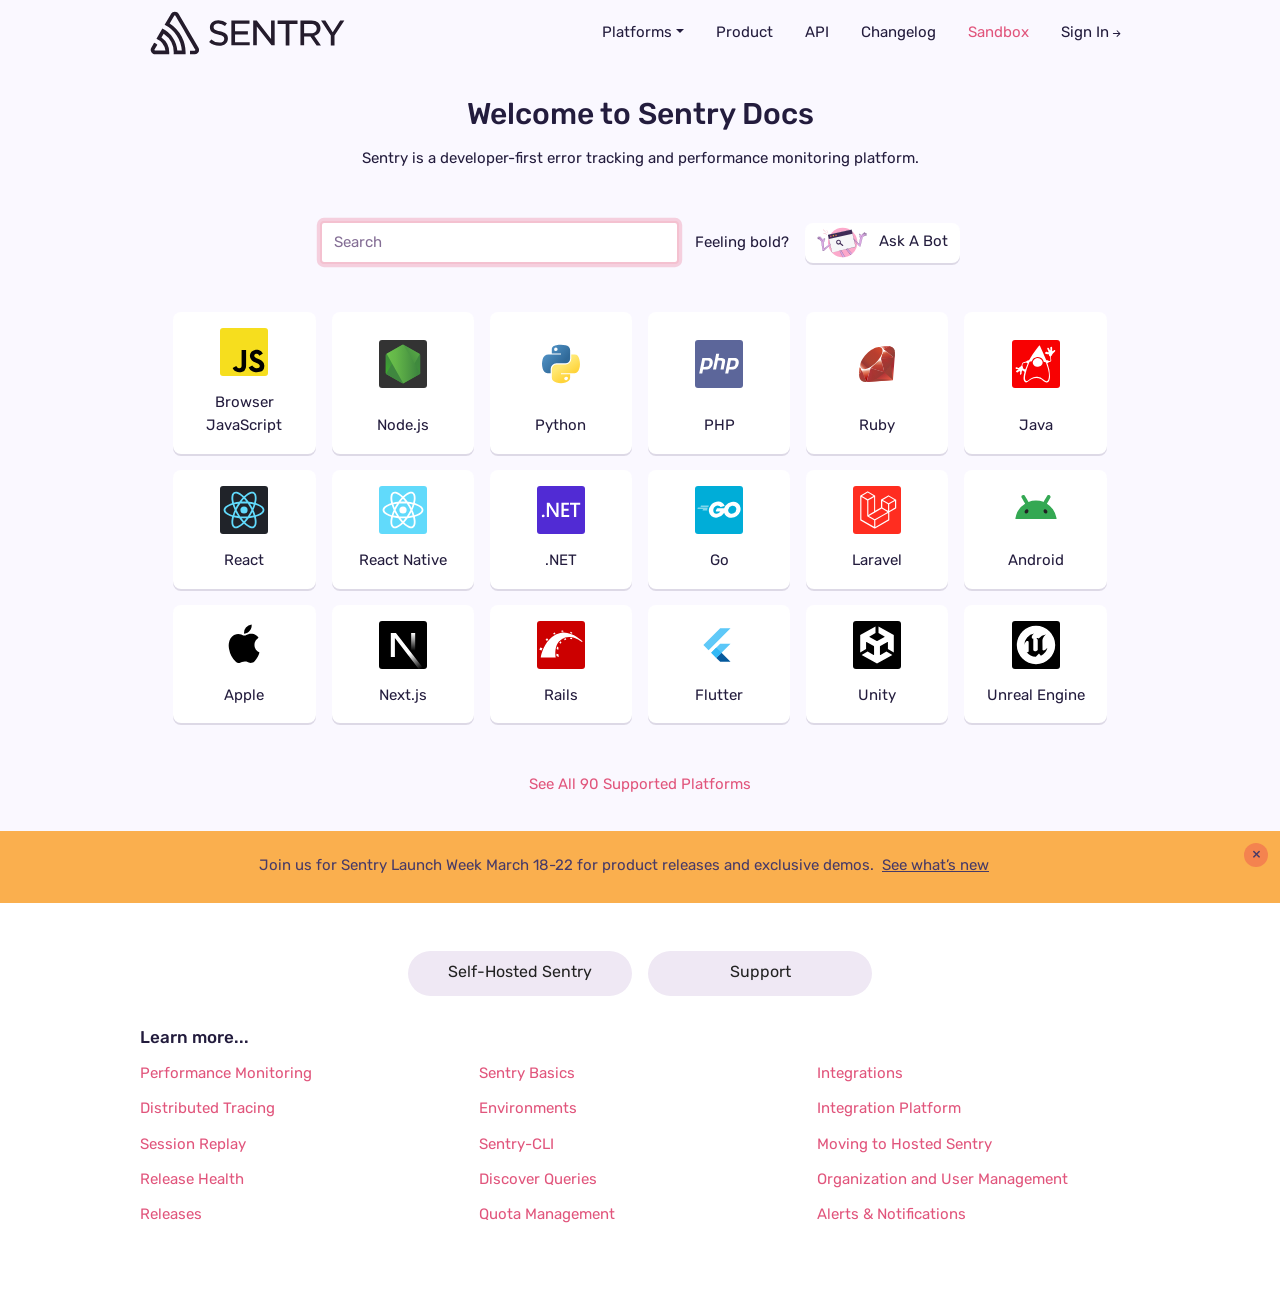 SENTRY
Platforms Product API Changelog Sandbox Sign In →
Welcome to Sentry Docs
Sentry is a developer-first error tracking and performance monitoring platform.
Search Feeling bold? Ask A Bot
JS php
Browser
JavaScript Node.js Python PHP Ruby Java
.NET GO
React React Native .NET Go Laravel Android
N
Apple Next.js Rails Flutter Unity Unreal Engine
See All 90 Supported Platforms
Join us for Sentry Launch Week March 18-22 for product releases and exclusive demos. See what's new ×
Self-Hosted Sentry Support
Learn more...
Performance Monitoring Sentry Basics Integrations
Distributed Tracing Environments Integration Platform
Session Replay Sentry-CLI Moving to Hosted Sentry
Release Health Discover Queries Organization and User Management
Releases Quota Management Alerts & Notifications